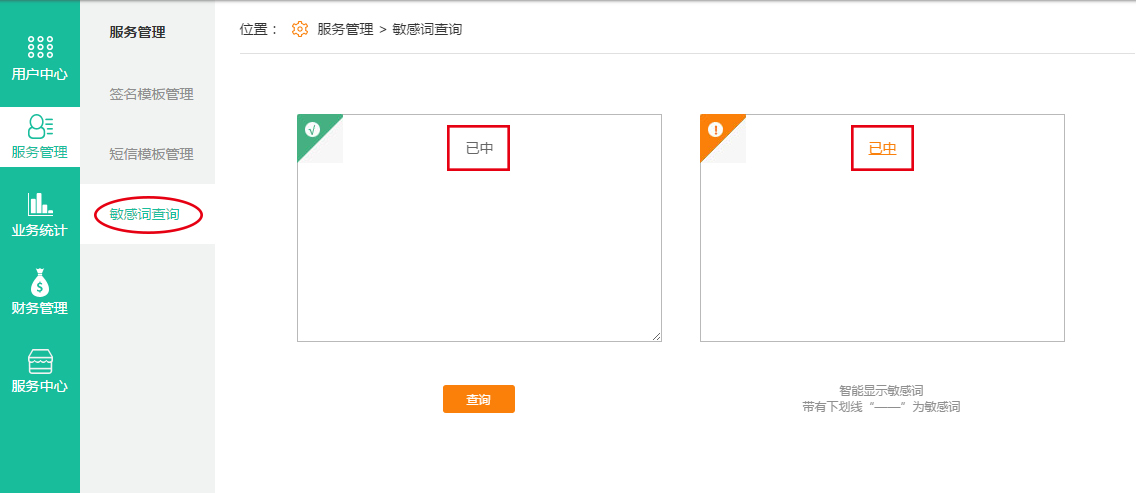 用户中心
服务管理
业务统计
财务管理
服务中心
服务管理
签名模板管理
短信模板管理
敏感词查询
位置： 服务管理 > 敏感词查询
√
已中
!
已中
查询
智能显示敏感词
带有下划线“——”为敏感词